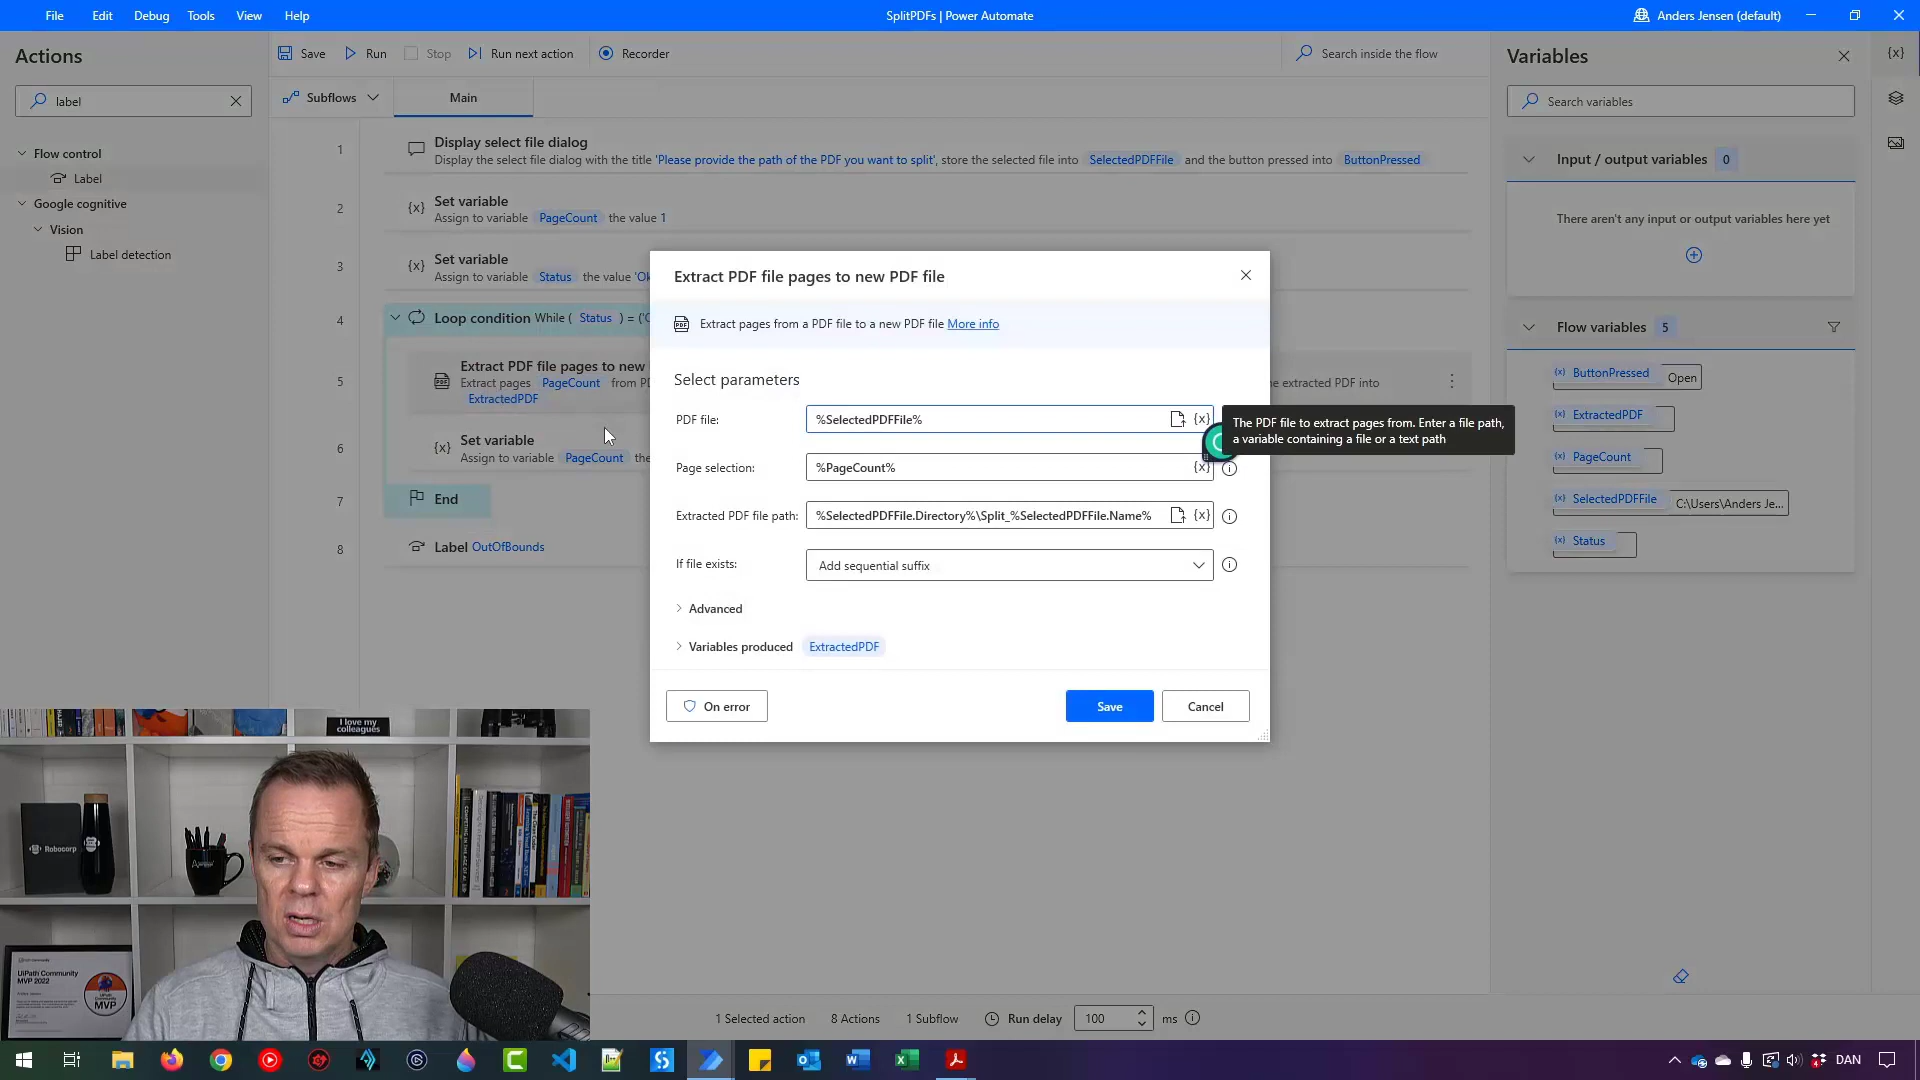 File Edit Debug Tools View Help
SplitPDFs | Power Automate
Anders Jensen (default)
Actions
label
Flow control
Label
Google cognitive
Vision
Label detection
Save Run Stop Run next action Recorder
Search inside the flow
Subflows Main
1 Display select file dialog
Display the select file dialog with the title 'Please provide the path of the PDF you want to split', store the selected file into SelectedPDFFile and the button pressed into ButtonPressed
2 Set variable
Assign to variable PageCount the value 1
3 Set variable
Assign to variable Status the value 'Ok
4 Loop condition While ( Status ) = ('
5 Extract PDF file pages to new
Extract pages PageCount from PD
e extracted PDF into
ExtractedPDF
6 Set variable
Assign to variable PageCount the
7 End
8 Label OutOfBounds
Extract PDF file pages to new PDF file
PDF Extract pages from a PDF file to a new PDF file More info
Select parameters
PDF file: %SelectedPDFFile% {x}
The PDF file to extract pages from. Enter a file path,
a variable containing a file or a text path
Page selection: %PageCount% {x}
Extracted PDF file path: %SelectedPDFFile.Directory%\Split_%SelectedPDFFile.Name% {x}
If file exists: Add sequential suffix
Advanced
Variables produced ExtractedPDF
On error Save Cancel
Variables
{x}
Search variables
Input / output variables 0
There aren't any input or output variables here yet
Flow variables 5
ButtonPressed Open
ExtractedPDF
PageCount
SelectedPDFFile C:\Users\Anders Je...
Status
1 Selected action 8 Actions 1 Subflow Run delay 100 ms
I love my
colleagues
Robocorp
UiPath Community
MVP 2022
UiPath Community
MVP
DAN